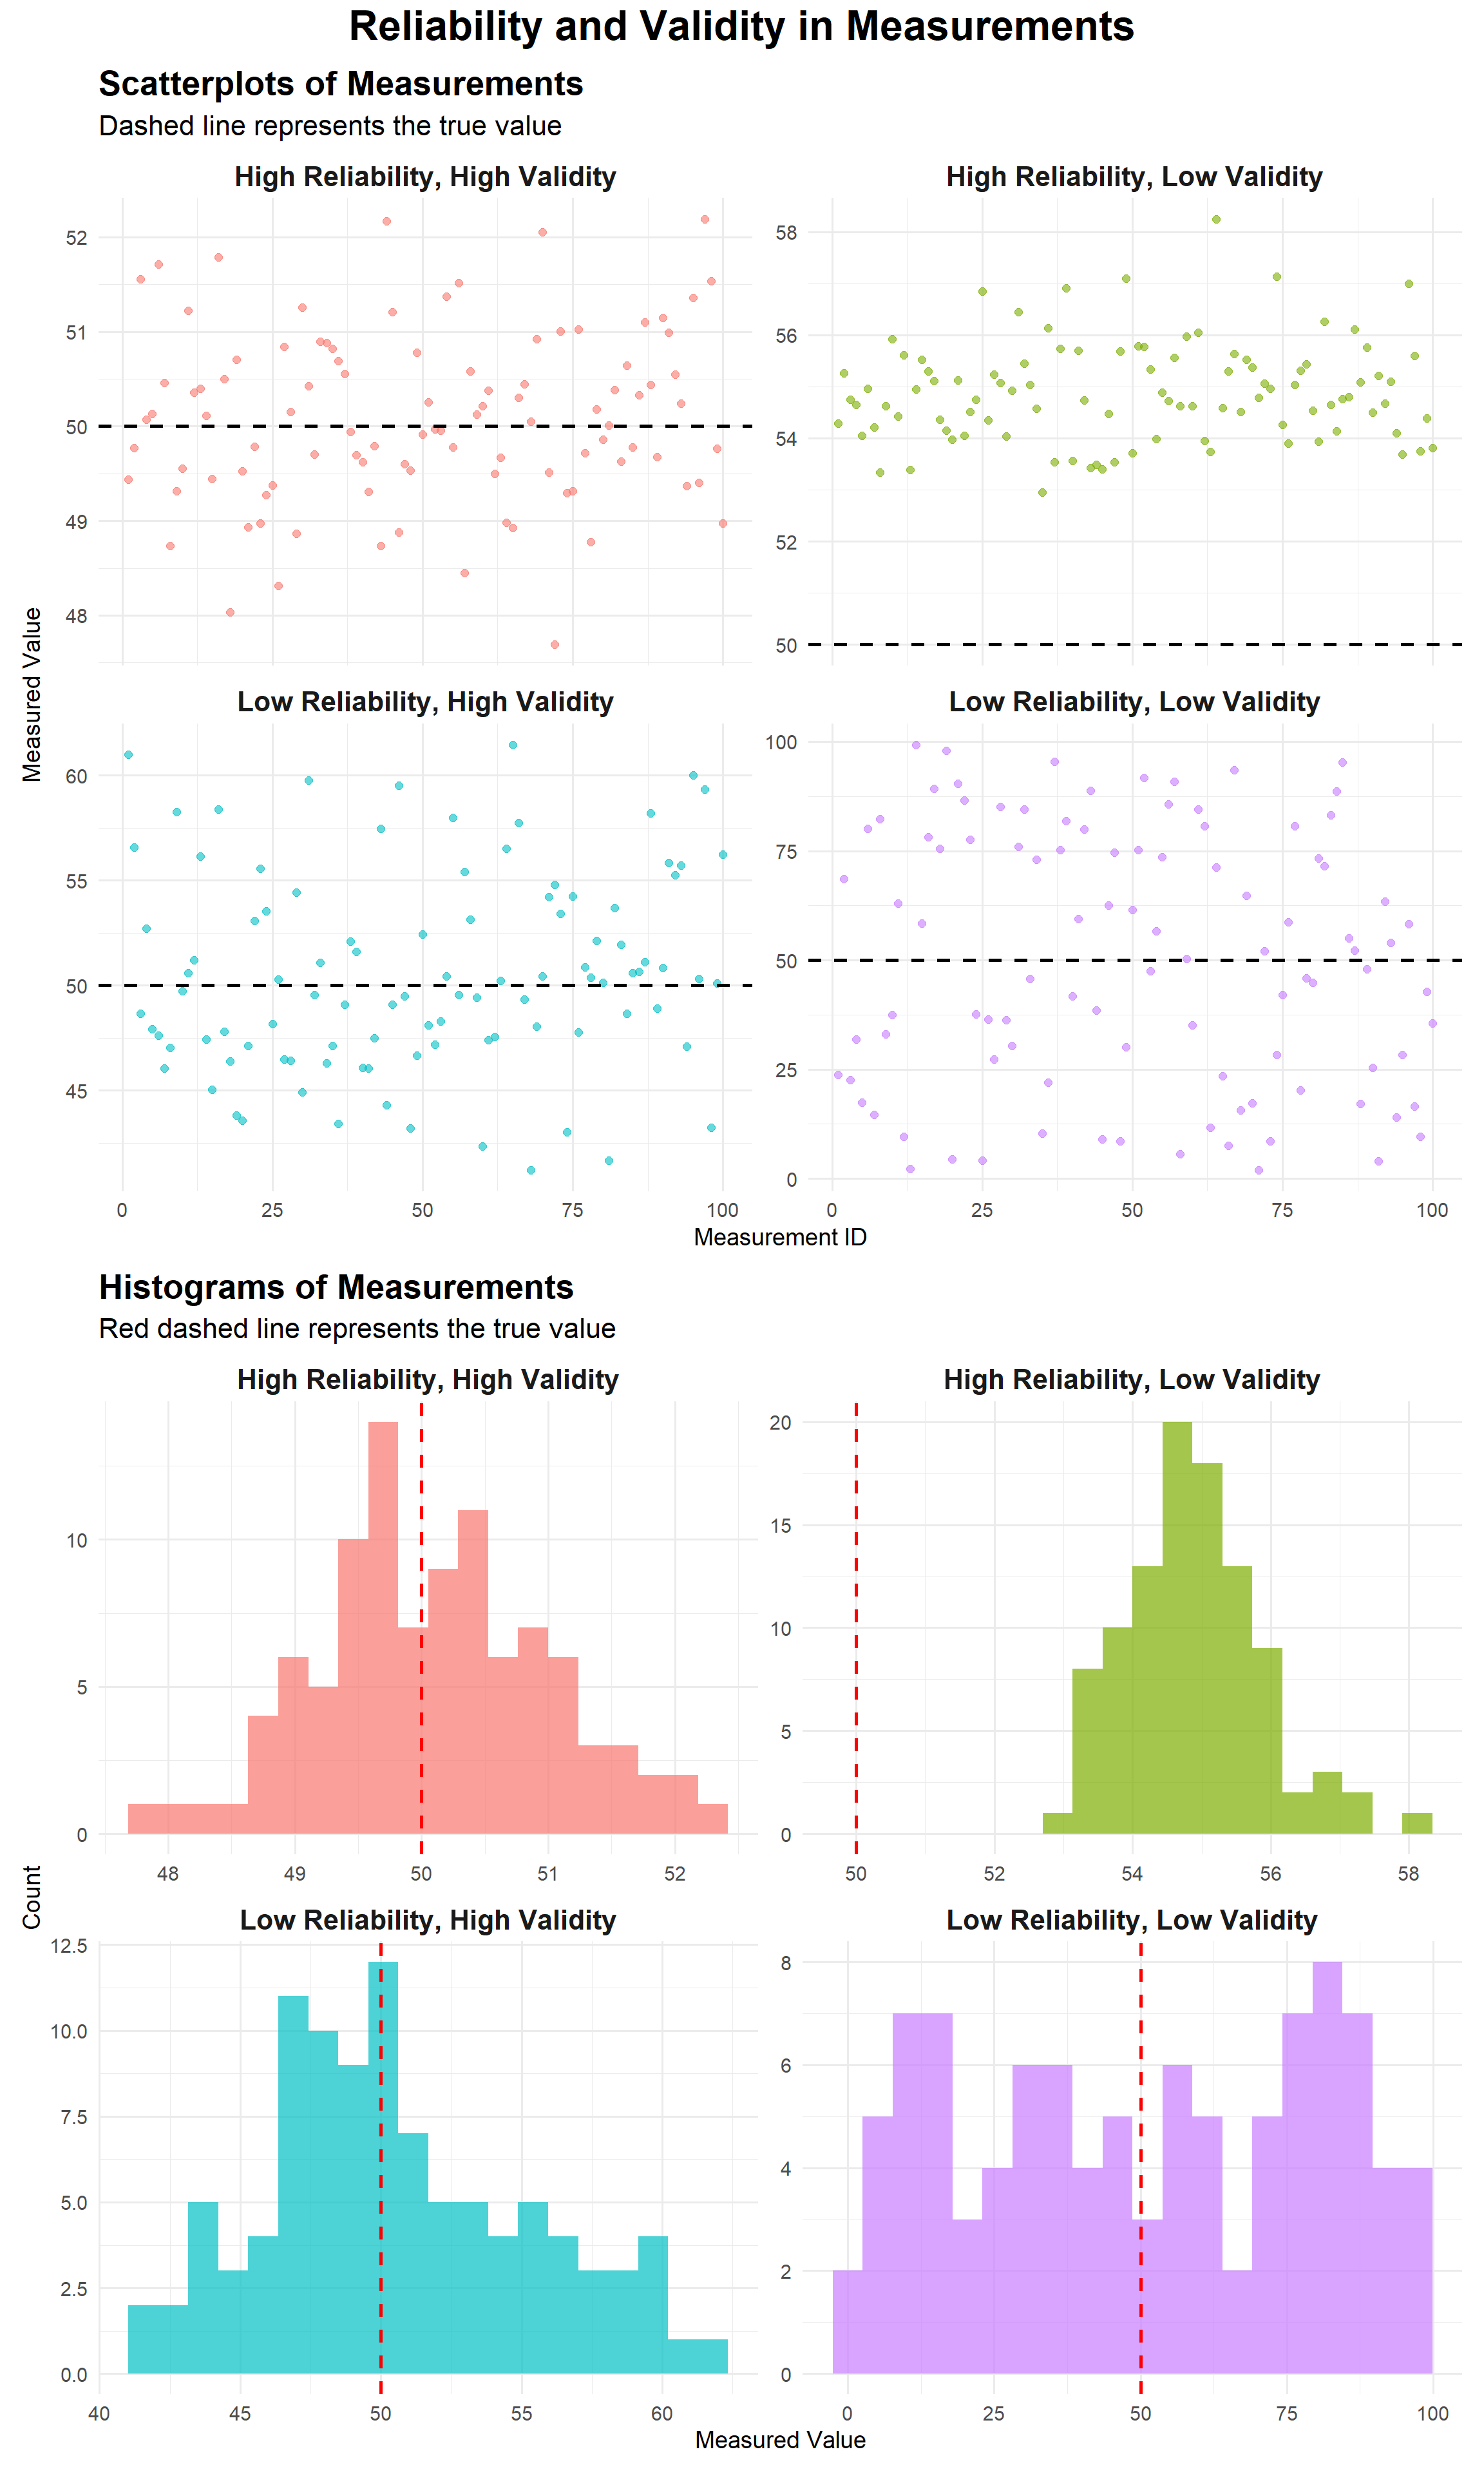 Reliability and Validity in Measurements
Scatterplots of Measurements
Dashed line represents the true value
High Reliability, High Validity
High Reliability, Low Validity
52
51
50
49
48
58
56
54
52
50
Measured Value
Low Reliability, High Validity
Low Reliability, Low Validity
60
55
50
45
100
75
50
25
0
0 25 50 75 100
0 25 50 75 100
Measurement ID
Histograms of Measurements
Red dashed line represents the true value
High Reliability, High Validity
High Reliability, Low Validity
10
5
0
20
15
10
5
0
48 49 50 51 52
50 52 54 56 58
Count
Low Reliability, High Validity
Low Reliability, Low Validity
12.5
10.0
7.5
5.0
2.5
0.0
8
6
4
2
0
40 45 50 55 60
0 25 50 75 100
Measured Value